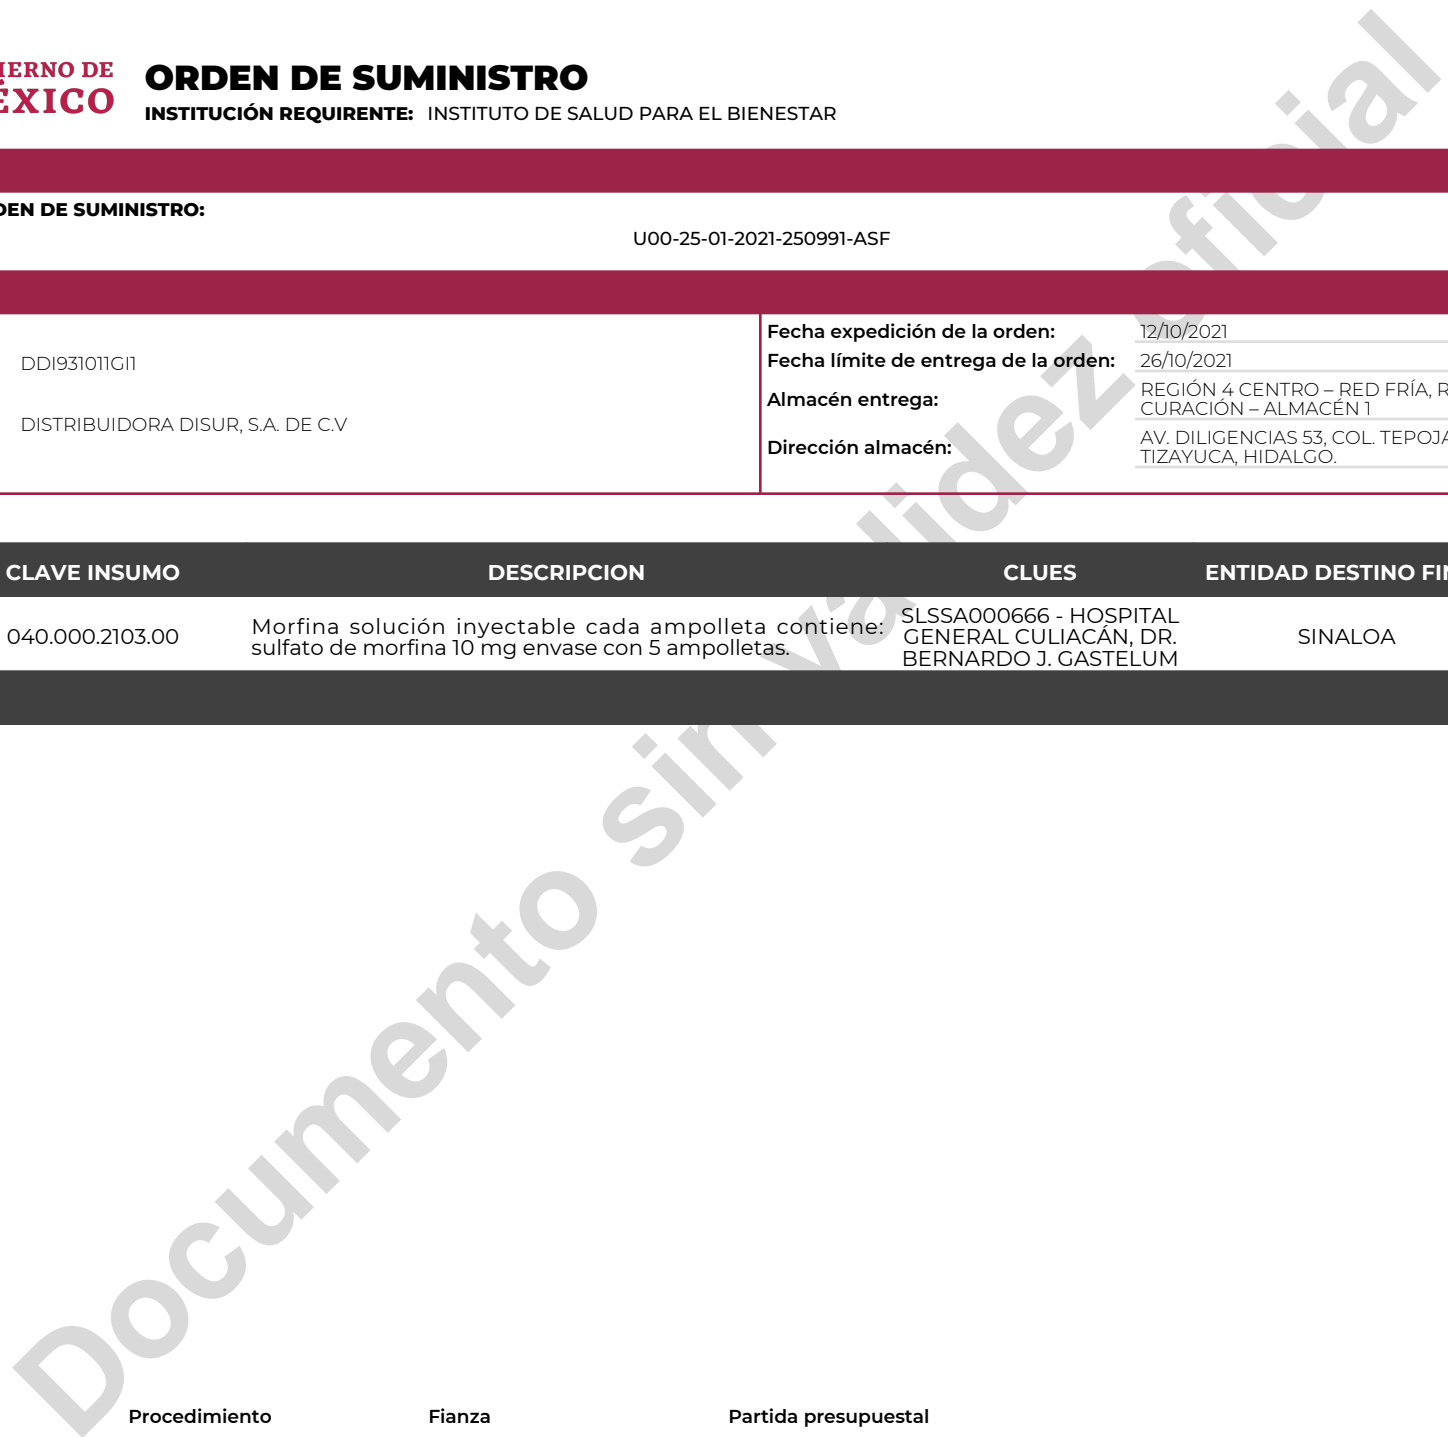 IERNO DE
ÉXICO
ORDEN DE SUMINISTRO
INSTITUCIÓN REQUIRENTE: INSTITUTO DE SALUD PARA EL BIENESTAR
DEN DE SUMINISTRO:
U00-25-01-2021-250991-ASF
DDI931011GI1
DISTRIBUIDORA DISUR, S.A. DE C.V
Fecha expedición de la orden: 12/10/2021
Fecha límite de entrega de la orden: 26/10/2021
Almacén entrega: REGIÓN 4 CENTRO – RED FRÍA, R
CURACIÓN – ALMACÉN 1
Dirección almacén: AV. DILIGENCIAS 53, COL. TEPOJA
TIZAYUCA, HIDALGO.
CLAVE INSUMO DESCRIPCION CLUES ENTIDAD DESTINO FIN
040.000.2103.00
Morfina solución inyectable cada ampolleta contiene:
sulfato de morfina 10 mg envase con 5 ampolletas.
SLSSA000666 - HOSPITAL
GENERAL CULIACÁN, DR.
BERNARDO J. GASTELUM
SINALOA
Documento sin validez oficial
Procedimiento Fianza Partida presupuestal